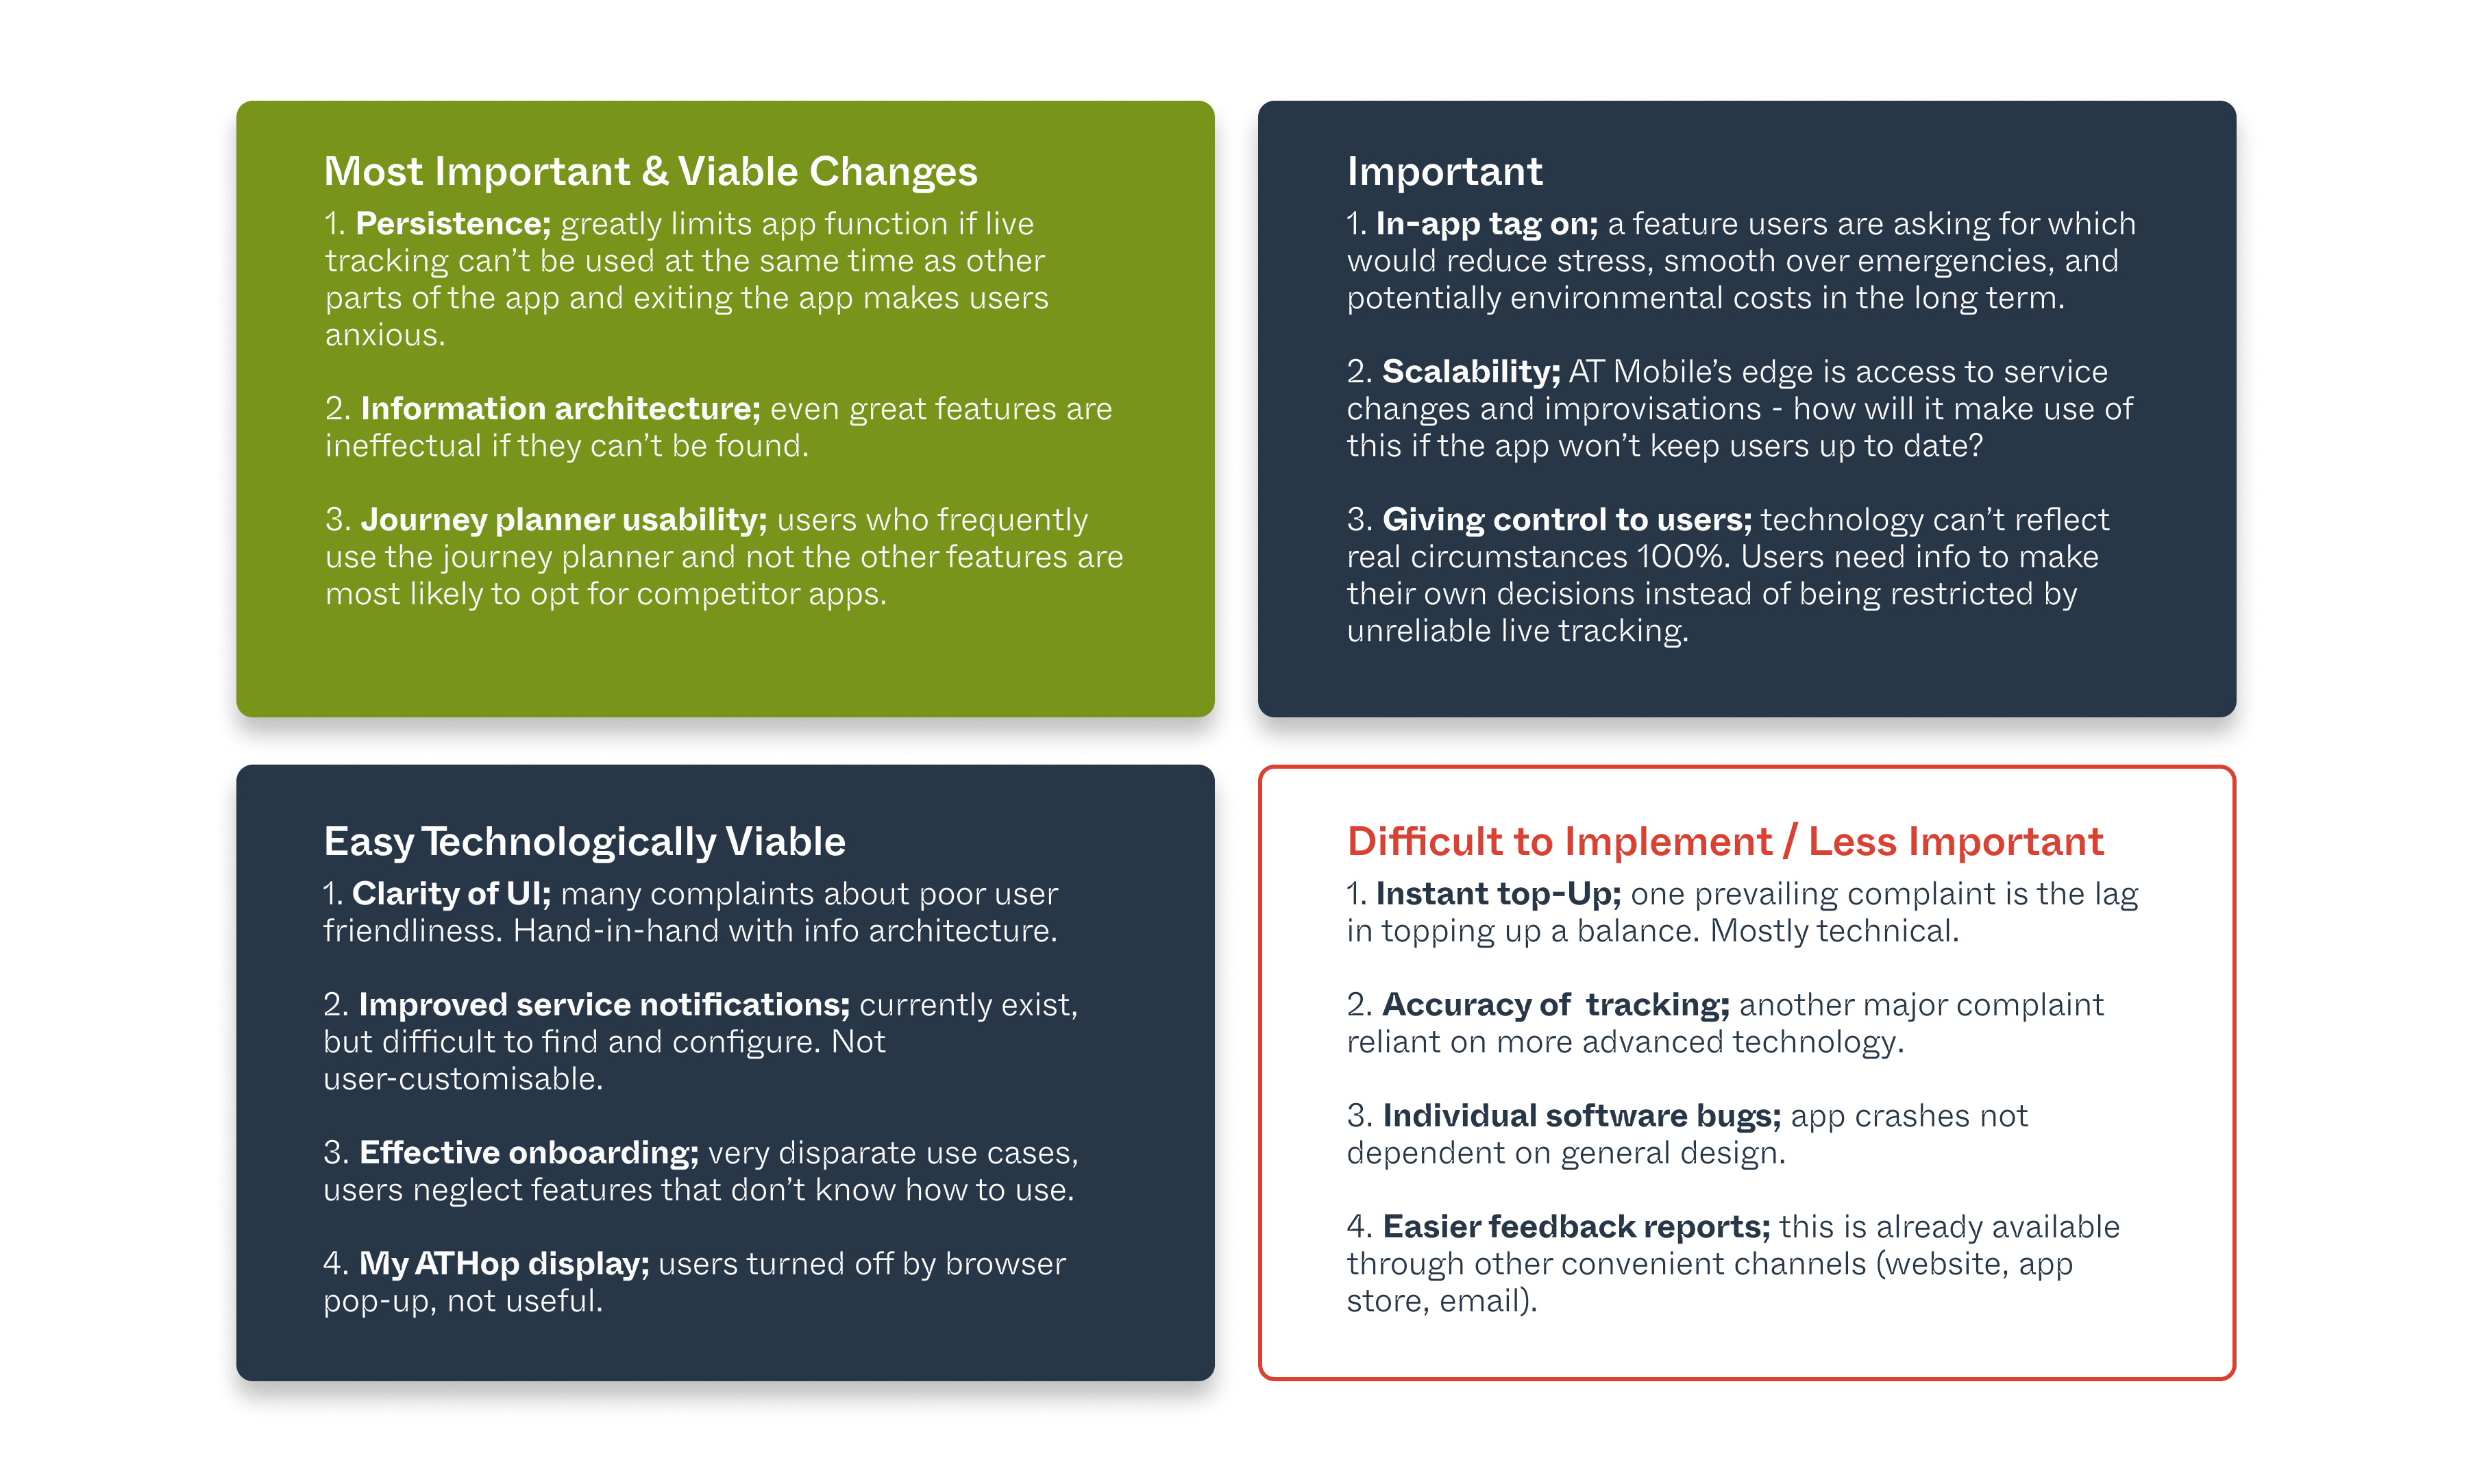 Most Important & Viable Changes
1. Persistence; greatly limits app function if live
tracking can’t be used at the same time as other
parts of the app and exiting the app makes users
anxious.
2. Information architecture; even great features are
ineffectual if they can’t be found.
3. Journey planner usability; users who frequently
use the journey planner and not the other features are
most likely to opt for competitor apps.
Important
1. In-app tag on; a feature users are asking for which
would reduce stress, smooth over emergencies, and
potentially environmental costs in the long term.
2. Scalability; AT Mobile’s edge is access to service
changes and improvisations - how will it make use of
this if the app won’t keep users up to date?
3. Giving control to users; technology can’t reflect
real circumstances 100%. Users need info to make
their own decisions instead of being restricted by
unreliable live tracking.
Easy Technologically Viable
1. Clarity of UI; many complaints about poor user
friendliness. Hand-in-hand with info architecture.
2. Improved service notifications; currently exist,
but difficult to find and configure. Not
user-customisable.
3. Effective onboarding; very disparate use cases,
users neglect features that don’t know how to use.
4. My ATHop display; users turned off by browser
pop-up, not useful.
Difficult to Implement / Less Important
1. Instant top-Up; one prevailing complaint is the lag
in topping up a balance. Mostly technical.
2. Accuracy of  tracking; another major complaint
reliant on more advanced technology.
3. Individual software bugs; app crashes not
dependent on general design.
4. Easier feedback reports; this is already available
through other convenient channels (website, app
store, email).